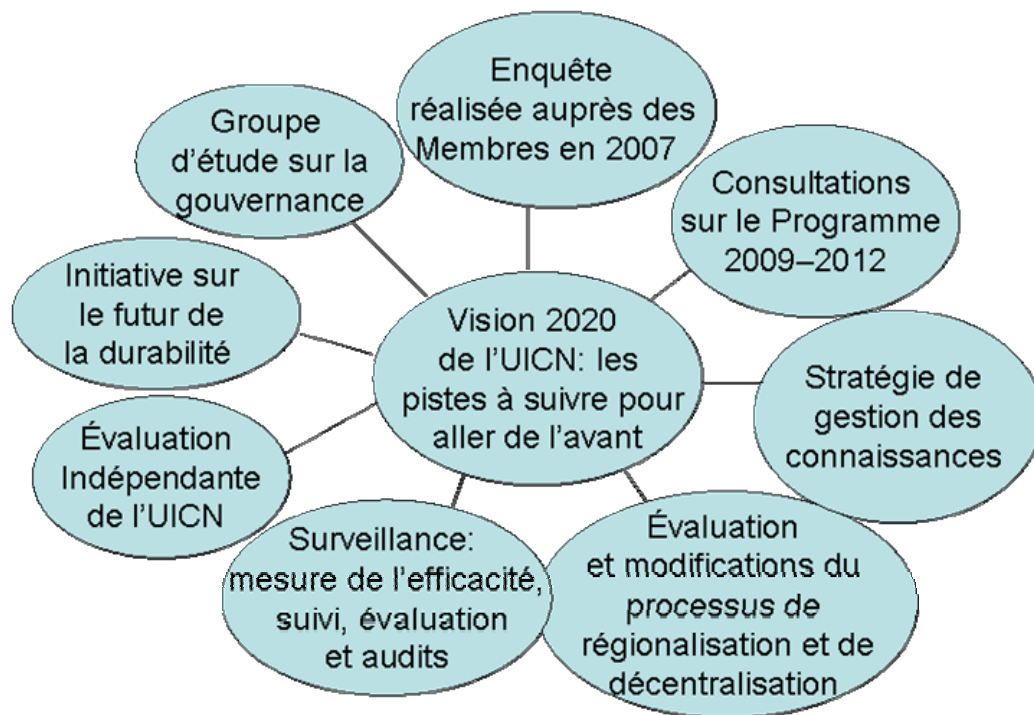 Enquête
réalisée auprès des
Membres en 2007
Groupe
d’étude sur la
gouvernance
Consultations
sur le Programme
2009–2012
Initiative sur
le futur de
la durabilité
Vision 2020
de l’UICN: les
pistes à suivre pour
aller de l’avant
Stratégie de
gestion des
connaissances
Évaluation
Indépendante
de l’UICN
Surveillance:
mesure de l’efficacité,
suivi, évaluation
et audits
Évaluation
et modifications du
processus de
régionalisation et de
décentralisation